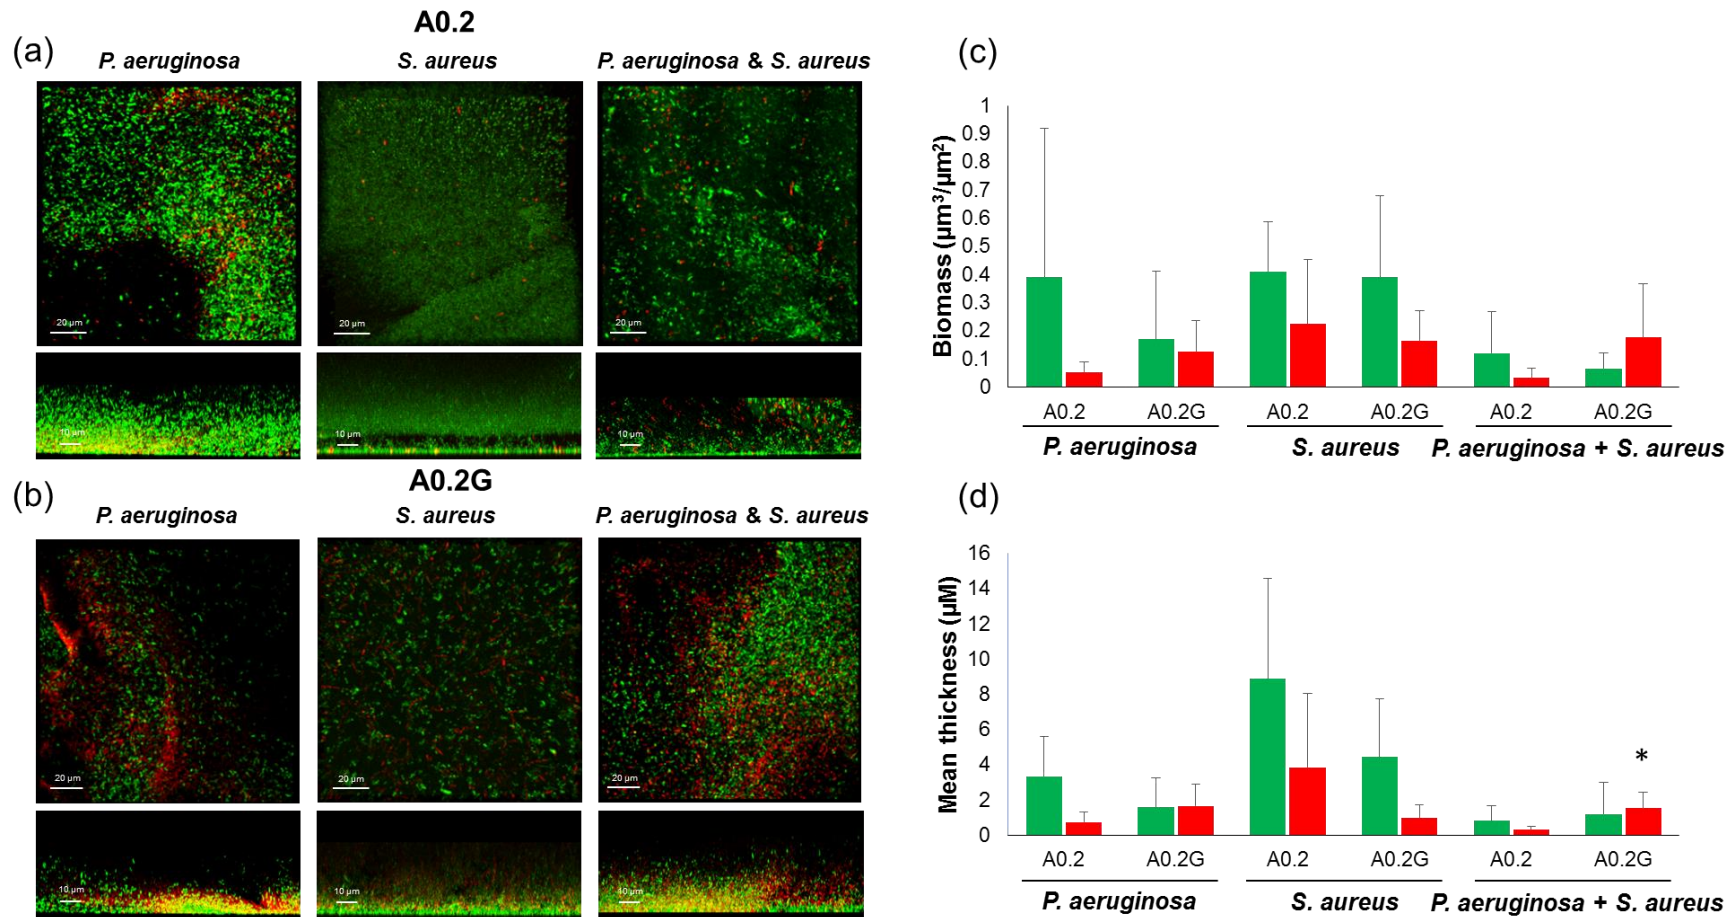 A0.2
(a)
P. aeruginosa
S. aureus
P. aeruginosa & S. aureus
20 µm
20 µm
20 µm
10 µm
10 µm
10 µm
A0.2G
(b)
P. aeruginosa
S. aureus
P. aeruginosa & S. aureus
20 µm
20 µm
20 µm
10 µm
10 µm
10 µm
(c)
Biomass (µm³/µm²)
1
0.9
0.8
0.7
0.6
0.5
0.4
0.3
0.2
0.1
0
A0.2
A0.2G
A0.2
A0.2G
A0.2
A0.2G
P. aeruginosa
S. aureus
P. aeruginosa + S. aureus
(d)
Mean thickness (µM)
16
14
12
10
8
6
4
2
0
*
A0.2
A0.2G
A0.2
A0.2G
A0.2
A0.2G
P. aeruginosa
S. aureus
P. aeruginosa + S. aureus